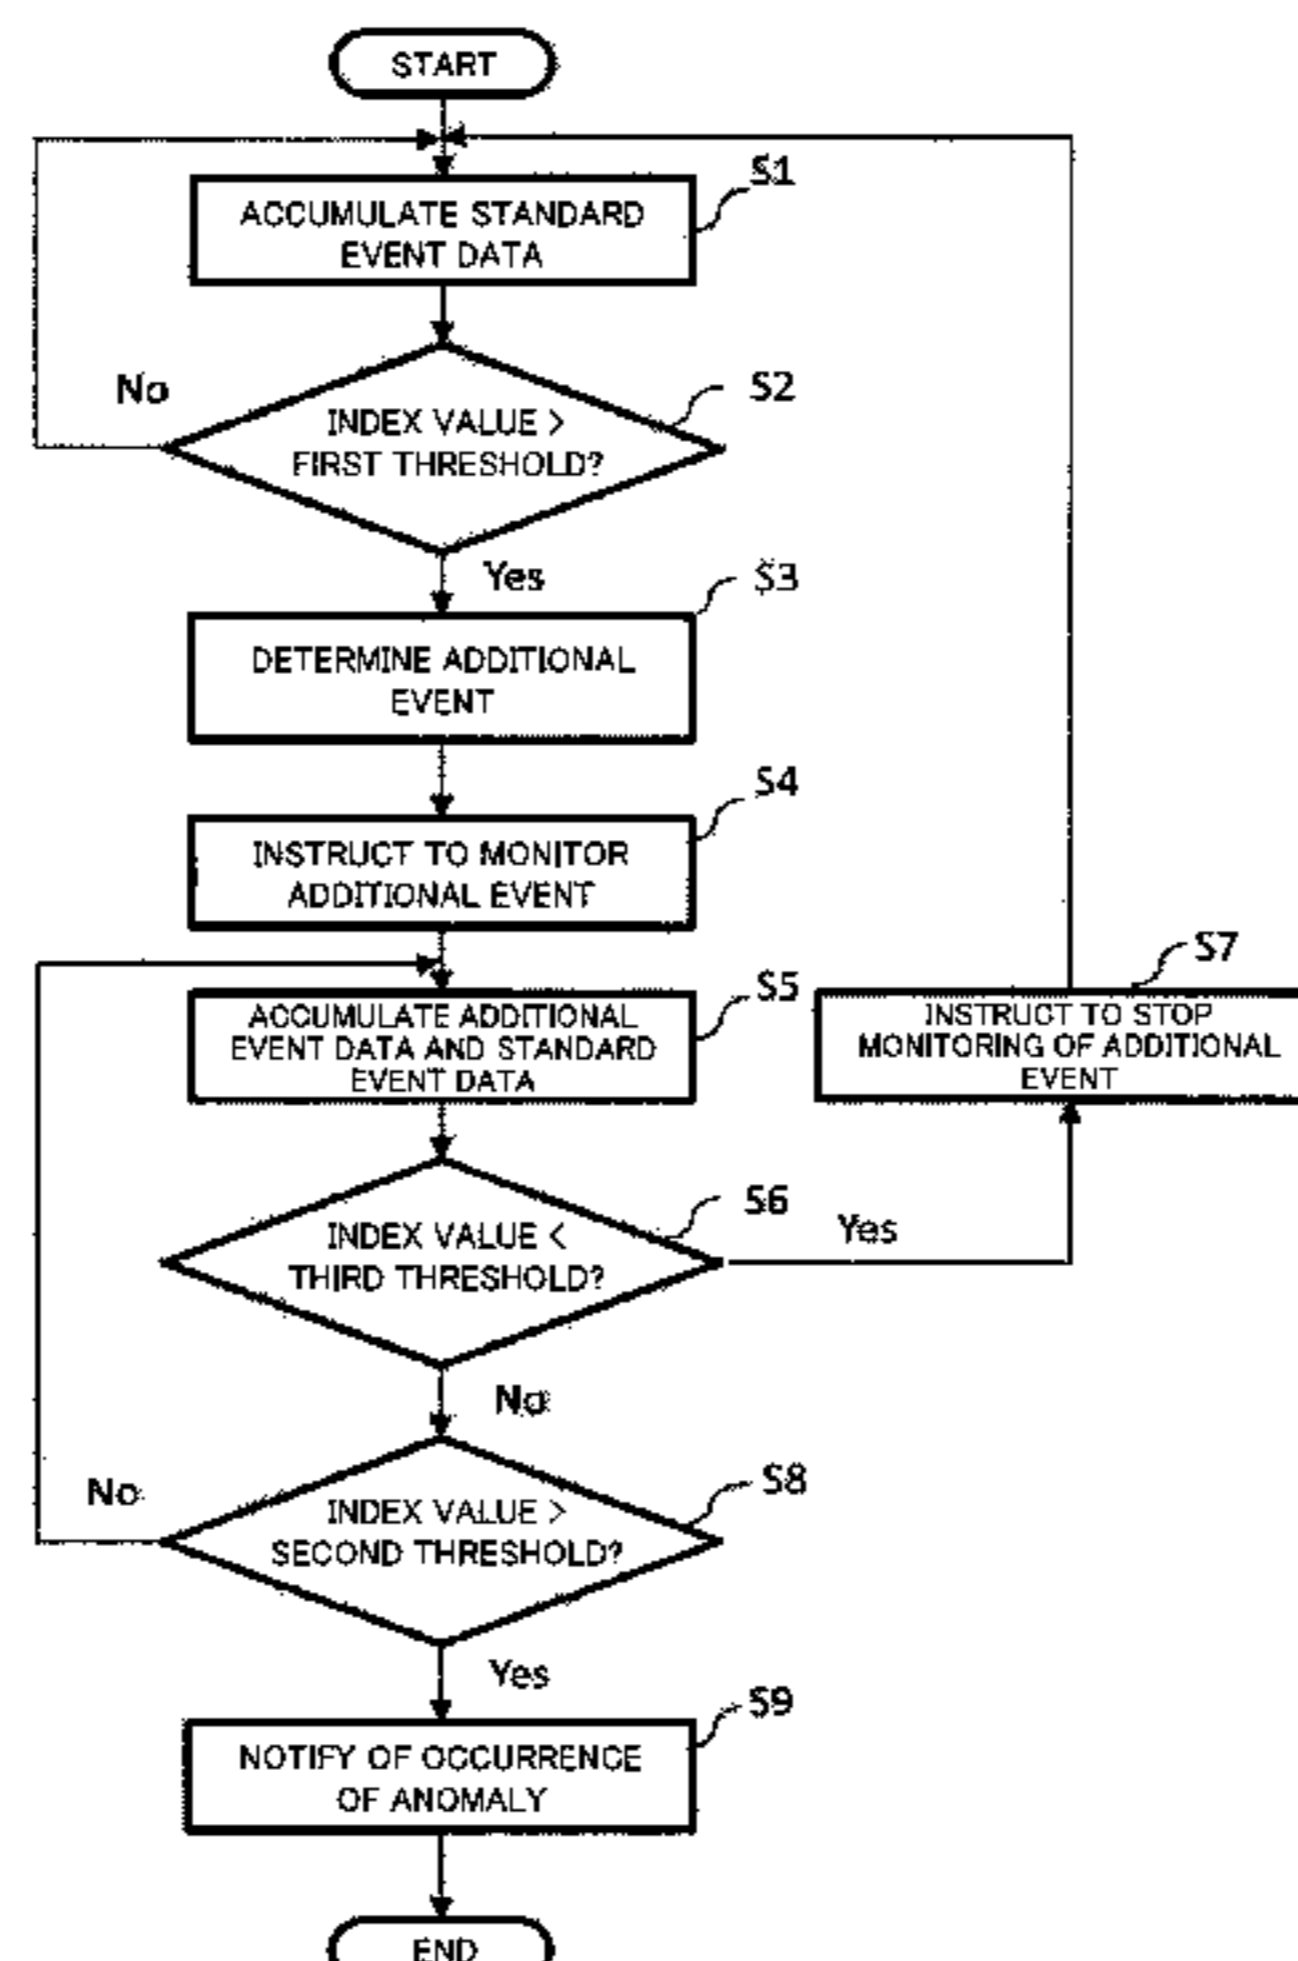 START
S1
ACCUMULATE STANDARD
EVENT DATA
No
S2
INDEX VALUE >
FIRST THRESHOLD?
Yes
S3
DETERMINE ADDITIONAL
EVENT
S4
INSTRUCT TO MONITOR
ADDITIONAL EVENT
S5
ACCUMULATE ADDITIONAL
EVENT DATA AND STANDARD
EVENT DATA
S7
INSTRUCT TO STOP
MONITORING OF ADDITIONAL
EVENT
S6
INDEX VALUE <
THIRD THRESHOLD?
Yes
No
No
S8
INDEX VALUE >
SECOND THRESHOLD?
Yes
S9
NOTIFY OF OCCURRENCE
OF ANOMALY
END